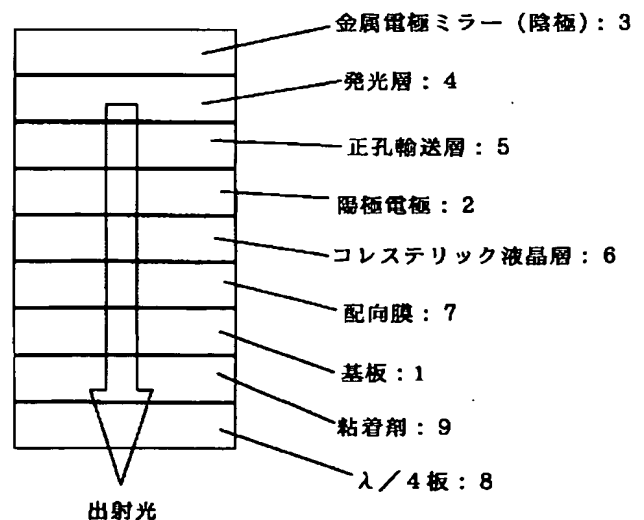 金属電極ミラー（陰極）：3
発光層：4
正孔輸送層：5
陽極電極：2
コレステリック液晶層：6
配向膜：7
基板：1
粘着剤：9
λ／4板：8
出射光